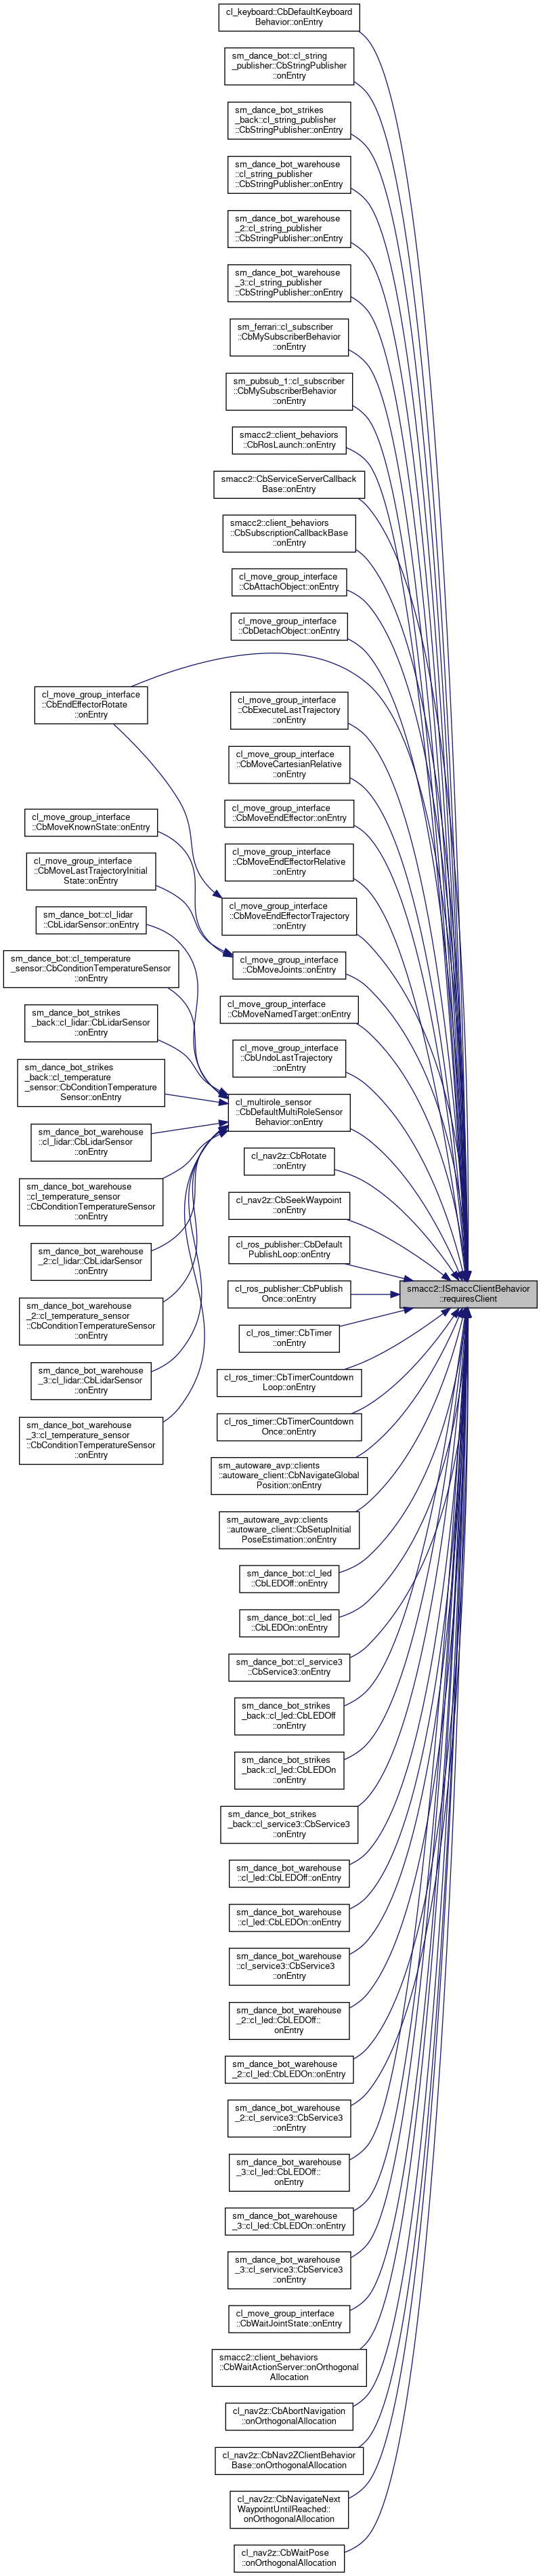 cl_keyboard::CbDefaultKeyboard
Behavior::onEntry
sm_dance_bot::cl_string
_publisher::CbStringPublisher
::onEntry
sm_dance_bot_strikes
_back::cl_string_publisher
::CbStringPublisher::onEntry
sm_dance_bot_warehouse
::cl_string_publisher
::CbStringPublisher::onEntry
sm_dance_bot_warehouse
_2::cl_string_publisher
::CbStringPublisher::onEntry
sm_dance_bot_warehouse
_3::cl_string_publisher
::CbStringPublisher::onEntry
sm_ferrari::cl_subscriber
::CbMySubscriberBehavior
::onEntry
sm_pubsub_1::cl_subscriber
::CbMySubscriberBehavior
::onEntry
smacc2::client_behaviors
::CbRosLaunch::onEntry
smacc2::CbServiceServerCallback
Base::onEntry
smacc2::client_behaviors
::CbSubscriptionCallbackBase
::onEntry
cl_move_group_interface
::CbAttachObject::onEntry
cl_move_group_interface
::CbDetachObject::onEntry
cl_move_group_interface
::CbEndEffectorRotate
::onEntry
cl_move_group_interface
::CbExecuteLastTrajectory
::onEntry
cl_move_group_interface
::CbMoveCartesianRelative
::onEntry
cl_move_group_interface
::CbMoveEndEffector::onEntry
cl_move_group_interface
::CbMoveKnownState::onEntry
cl_move_group_interface
::CbMoveEndEffectorRelative
::onEntry
cl_move_group_interface
::CbMoveLastTrajectoryInitial
State::onEntry
cl_move_group_interface
::CbMoveEndEffectorTrajectory
::onEntry
sm_dance_bot::cl_lidar
::CbLidarSensor::onEntry
cl_move_group_interface
::CbMoveJoints::onEntry
sm_dance_bot::cl_temperature
_sensor::CbConditionTemperatureSensor
::onEntry
cl_move_group_interface
::CbMoveNamedTarget::onEntry
sm_dance_bot_strikes
_back::cl_lidar::CbLidarSensor
::onEntry
cl_move_group_interface
::CbUndoLastTrajectory
::onEntry
sm_dance_bot_strikes
_back::cl_temperature
_sensor::CbConditionTemperature
Sensor::onEntry
cl_multirole_sensor
::CbDefaultMultiRoleSensor
Behavior::onEntry
sm_dance_bot_warehouse
::cl_lidar::CbLidarSensor
::onEntry
cl_nav2z::CbRotate
::onEntry
sm_dance_bot_warehouse
::cl_temperature_sensor
::CbConditionTemperatureSensor
::onEntry
cl_nav2z::CbSeekWaypoint
::onEntry
sm_dance_bot_warehouse
_2::cl_lidar::CbLidarSensor
::onEntry
cl_ros_publisher::CbDefault
PublishLoop::onEntry
smacc2::ISmaccClientBehavior
::requiresClient
cl_ros_publisher::CbPublish
Once::onEntry
sm_dance_bot_warehouse
_2::cl_temperature_sensor
::CbConditionTemperatureSensor
::onEntry
cl_ros_timer::CbTimer
::onEntry
sm_dance_bot_warehouse
_3::cl_lidar::CbLidarSensor
::onEntry
cl_ros_timer::CbTimerCountdown
Loop::onEntry
sm_dance_bot_warehouse
_3::cl_temperature_sensor
::CbConditionTemperatureSensor
::onEntry
cl_ros_timer::CbTimerCountdown
Once::onEntry
sm_autoware_avp::clients
::autoware_client::CbNavigateGlobal
Position::onEntry
sm_autoware_avp::clients
::autoware_client::CbSetupInitial
PoseEstimation::onEntry
sm_dance_bot::cl_led
::CbLEDOff::onEntry
sm_dance_bot::cl_led
::CbLEDOn::onEntry
sm_dance_bot::cl_service3
::CbService3::onEntry
sm_dance_bot_strikes
_back::cl_led::CbLEDOff
::onEntry
sm_dance_bot_strikes
_back::cl_led::CbLEDOn
::onEntry
sm_dance_bot_strikes
_back::cl_service3::CbService3
::onEntry
sm_dance_bot_warehouse
::cl_led::CbLEDOff::onEntry
sm_dance_bot_warehouse
::cl_led::CbLEDOn::onEntry
sm_dance_bot_warehouse
::cl_service3::CbService3
::onEntry
sm_dance_bot_warehouse
_2::cl_led::CbLEDOff::
onEntry
sm_dance_bot_warehouse
_2::cl_led::CbLEDOn::onEntry
sm_dance_bot_warehouse
_2::cl_service3::CbService3
::onEntry
sm_dance_bot_warehouse
_3::cl_led::CbLEDOff::
onEntry
sm_dance_bot_warehouse
_3::cl_led::CbLEDOn::onEntry
sm_dance_bot_warehouse
_3::cl_service3::CbService3
::onEntry
cl_move_group_interface
::CbWaitJointState::onEntry
smacc2::client_behaviors
::CbWaitActionServer::onOrthogonal
Allocation
cl_nav2z::CbAbortNavigation
::onOrthogonalAllocation
cl_nav2z::CbNav2ZClientBehavior
Base::onOrthogonalAllocation
cl_nav2z::CbNavigateNext
WaypointUntilReached::
onOrthogonalAllocation
cl_nav2z::CbWaitPose
::onOrthogonalAllocation